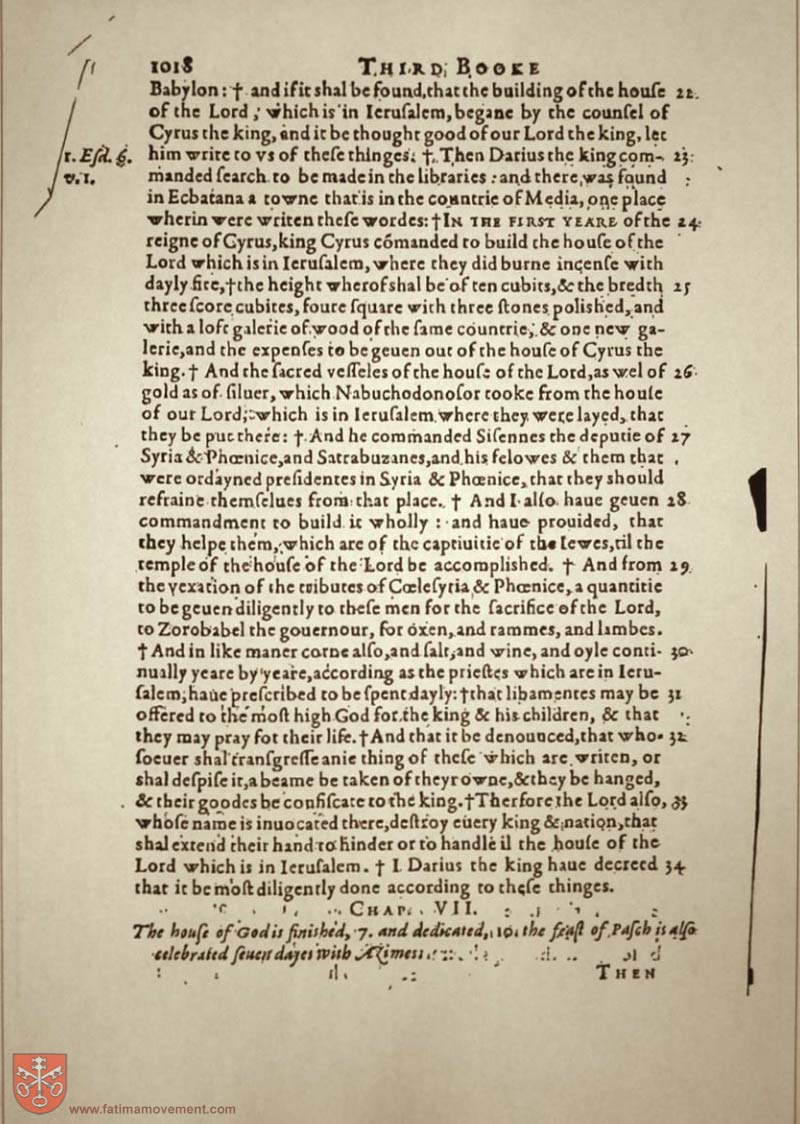 1018 THIRD BOOKE
Babylon: † and if it shal be found, that the building of the houſe 22.
of the Lord, which is in Ieruſalem, begane by the counſel of
Cyrus the king, and it be thought good of our Lord the king, let
1. Eſd. 6. him write to vs of theſe thinges. † Then Darius the king com- 23
v. 1. manded ſearch to be made in the libraries: and there was found
in Ecbatana a towne that is in the countrie of Media, one place
wherin were writen theſe wordes: † IN THE FIRST YEARE of the 24
reigne of Cyrus, king Cyrus cõmanded to build the houſe of the
Lord which is in Ieruſalem, where they did burne incenſe with
dayly fire, † the height wherof shal be of ten cubits, & the bredth 25
three ſcore cubites, foure ſquare with three ſtones polished, and
with a loft galerie of wood of the ſame countrie, & one new ga-
lerie, and the expenſes to be geuen out of the houſe of Cyrus the
king. † And the ſacred veſſeles of the houſe of the Lord, as wel of 26
gold as of ſiluer, which Nabuchodonoſor tooke from the houſe
of our Lord, which is in Ieruſalem where they were layed, that
they be put there: † And he commanded Siſennes the deputie of 27
Syria & Phœnice, and Satrabuzanes, and his felowes & them that
were ordayned preſidentes in Syria & Phœnice, that they should
refraine themſelues from that place. † And I alſo haue geuen 28
commandment to build it wholly: and haue prouided, that
they helpe them, which are of the captiuitie of the Iewes, til the
temple of the houſe of the Lord be accomplished. † And from 29
the vexation of the tributes of Cœleſyria & Phœnice, a quantitie
to be geuen diligently to theſe men for the ſacrifice of the Lord,
to Zorobabel the gouernour, for oxen, and rammes, and lambes.
† And in like maner corne alſo, and ſalt, and wine, and oyle conti- 30
nually yeare by yeare, according as the prieſtes which are in Ieru-
ſalem, haue preſcribed to be ſpent dayly: † that libamentes may be 31
offered to the moſt high God for the king & his children, & that
they may pray for their life. † And that it be denounced, that who- 32
ſoeuer shal tranſgreſſe anie thing of theſe which are writen, or
shal deſpiſe it, a beame be taken of theyr owne, & they be hanged,
& their goodes be confiſcate to the king. † Therfore the Lord alſo, 33
whoſe name is inuocated there, deſtroy euery king & nation, that
shal extend their hand to hinder or to handle il the houſe of the
Lord which is in Ieruſalem. † I Darius the king haue decreed 34
that it be moſt diligently done according to theſe thinges.
CHAP. VII.
The houſe of God is finished, 7. and dedicated, 10. the feaſt of Paſch is alſo
celebrated ſeuen dayes with Azimes.
THEN
www.fatimamovement.com